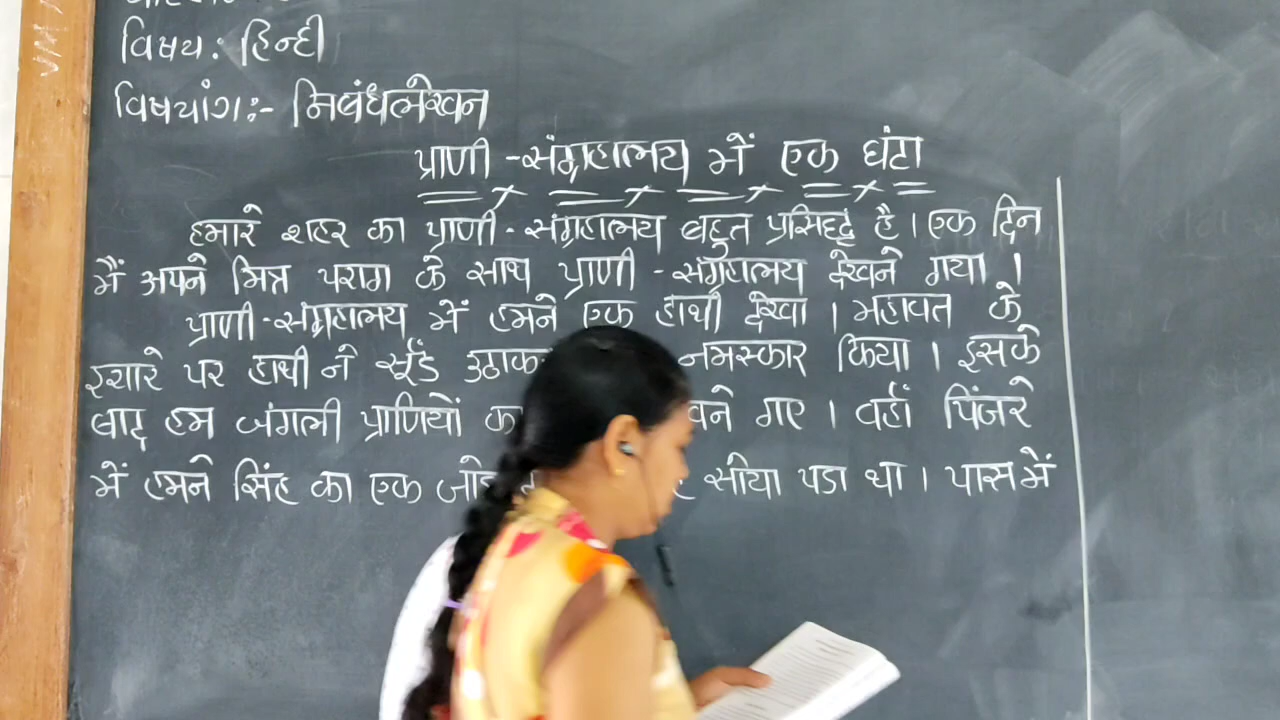 विषय: हिन्दी
विषयांग:- निबंधलेखन
प्राणी-संग्रहालय में एक घंटा
हमारे शहर का प्राणी-संग्रहालय बहुत प्रसिद्ध है। एक दिन
मैं अपने मित्र पराग के साथ प्राणी-संग्रहालय देखने गया।
प्राणी-संग्रहालय में हमने एक हाथी देखा। महावत के
इशारे पर हाथी ने सूँड उठाक नमस्कार किया। इसके
बाद हम जंगली प्राणियों का गए। वहाँ पिंजरे
में हमने सिंह का एक सोया पडा था। पास में